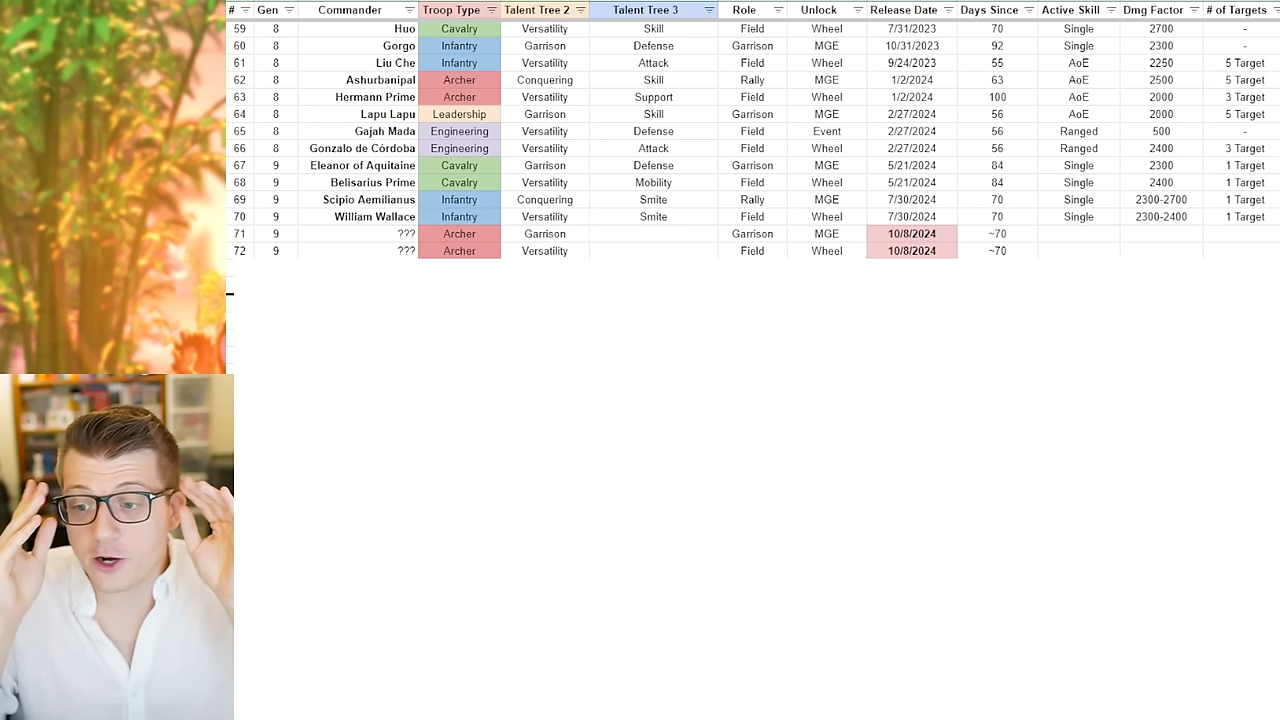 # Gen Commander Troop Type Talent Tree 2 Talent Tree 3 Role Unlock Release Date Days Since Active Skill Dmg Factor # of Targets
59 8 Huo Cavalry Versatility Skill Field Wheel 7/31/2023 70 Single 2700 -
60 8 Gorgo Infantry Garrison Defense Garrison MGE 10/31/2023 92 Single 2300 -
61 8 Liu Che Infantry Versatility Attack Field Wheel 9/24/2023 55 AoE 2250 5 Target
62 8 Ashurbanipal Archer Conquering Skill Rally MGE 1/2/2024 63 AoE 2500 5 Target
63 8 Hermann Prime Archer Versatility Support Field Wheel 1/2/2024 100 AoE 2000 3 Target
64 8 Lapu Lapu Leadership Garrison Skill Garrison MGE 2/27/2024 56 AoE 2000 5 Target
65 8 Gajah Mada Engineering Versatility Defense Field Event 2/27/2024 56 Ranged 500 -
66 8 Gonzalo de Córdoba Engineering Versatility Attack Field Wheel 2/27/2024 56 Ranged 2400 3 Target
67 9 Eleanor of Aquitaine Cavalry Garrison Defense Garrison MGE 5/21/2024 84 Single 2300 1 Target
68 9 Belisarius Prime Cavalry Versatility Mobility Field Wheel 5/21/2024 84 Single 2400 1 Target
69 9 Scipio Aemilianus Infantry Conquering Smite Rally MGE 7/30/2024 70 Single 2300-2700 1 Target
70 9 William Wallace Infantry Versatility Smite Field Wheel 7/30/2024 70 Single 2300-2400 1 Target
71 9 ??? Archer Garrison Garrison MGE 10/8/2024 ~70
72 9 ??? Archer Versatility Field Wheel 10/8/2024 ~70